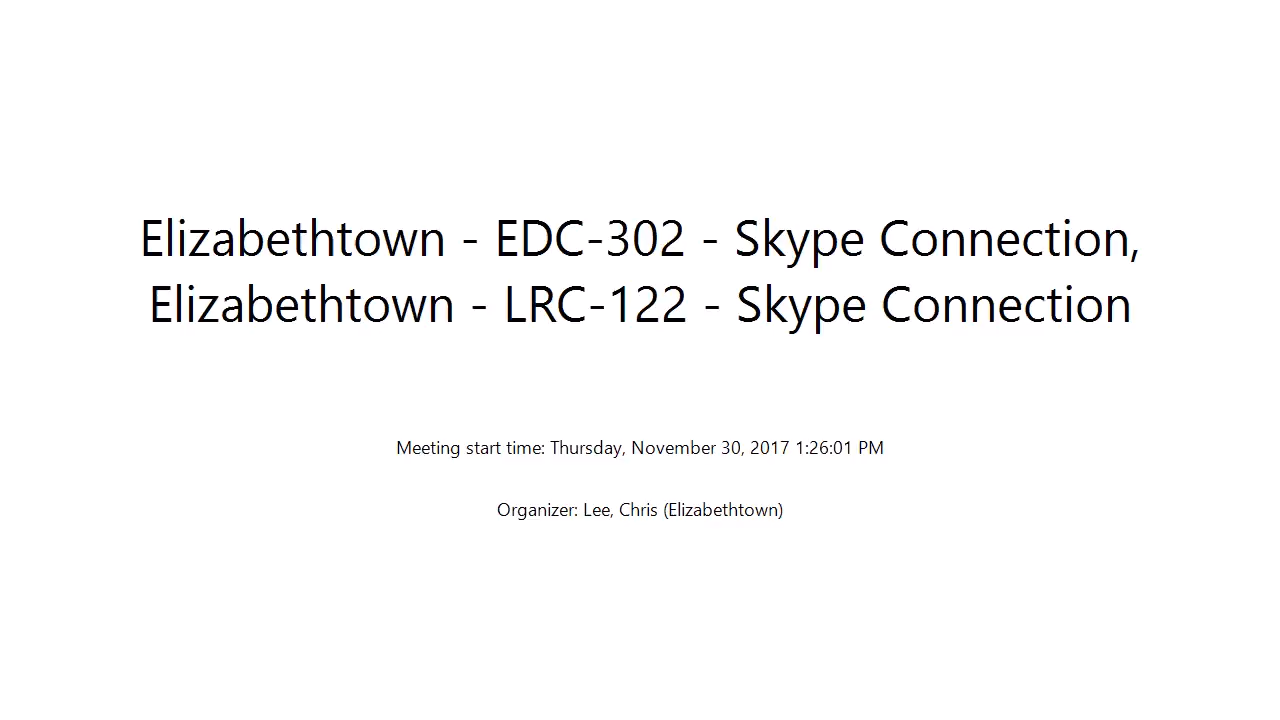 Elizabethtown - EDC-302 - Skype Connection,
Elizabethtown - LRC-122 - Skype Connection
Meeting start time: Thursday, November 30, 2017 1:26:01 PM
Organizer: Lee, Chris (Elizabethtown)